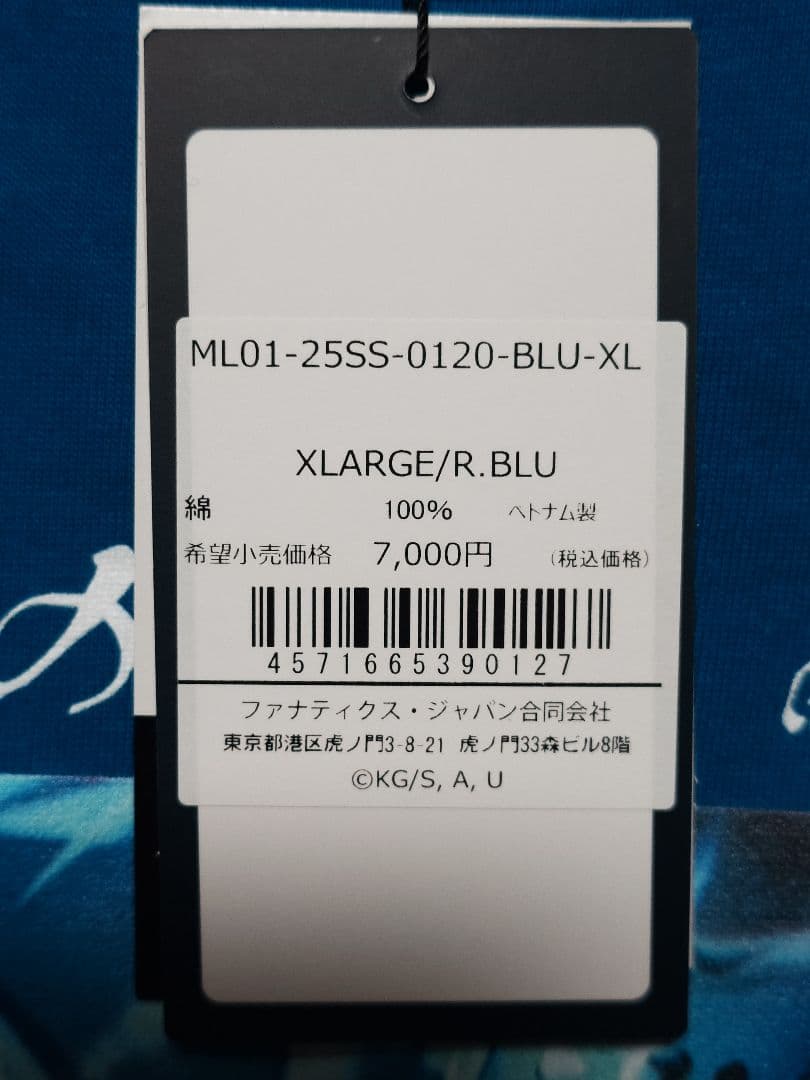 ML01-25SS-0120-BLU-XL
XLARGE/R.BLU
綿 100% ベトナム製
希望小売価格 7,000円 (税込価格)
4571665390127
ファナティクス・ジャパン合同会社
東京都港区虎ノ門3-8-21 虎ノ門33森ビル8階
©KG/S, A, U